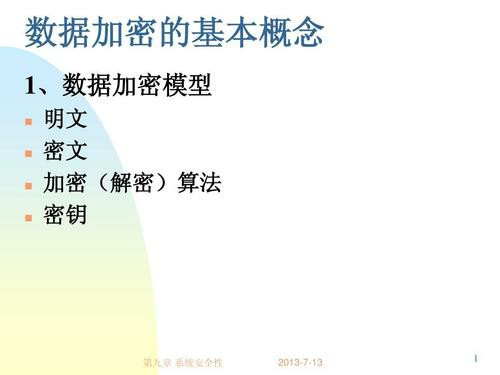 数据加密的基本概念
1、数据加密模型
明文
密文
加密（解密）算法
密钥
第九章 系统安全性 2013-7-13 1